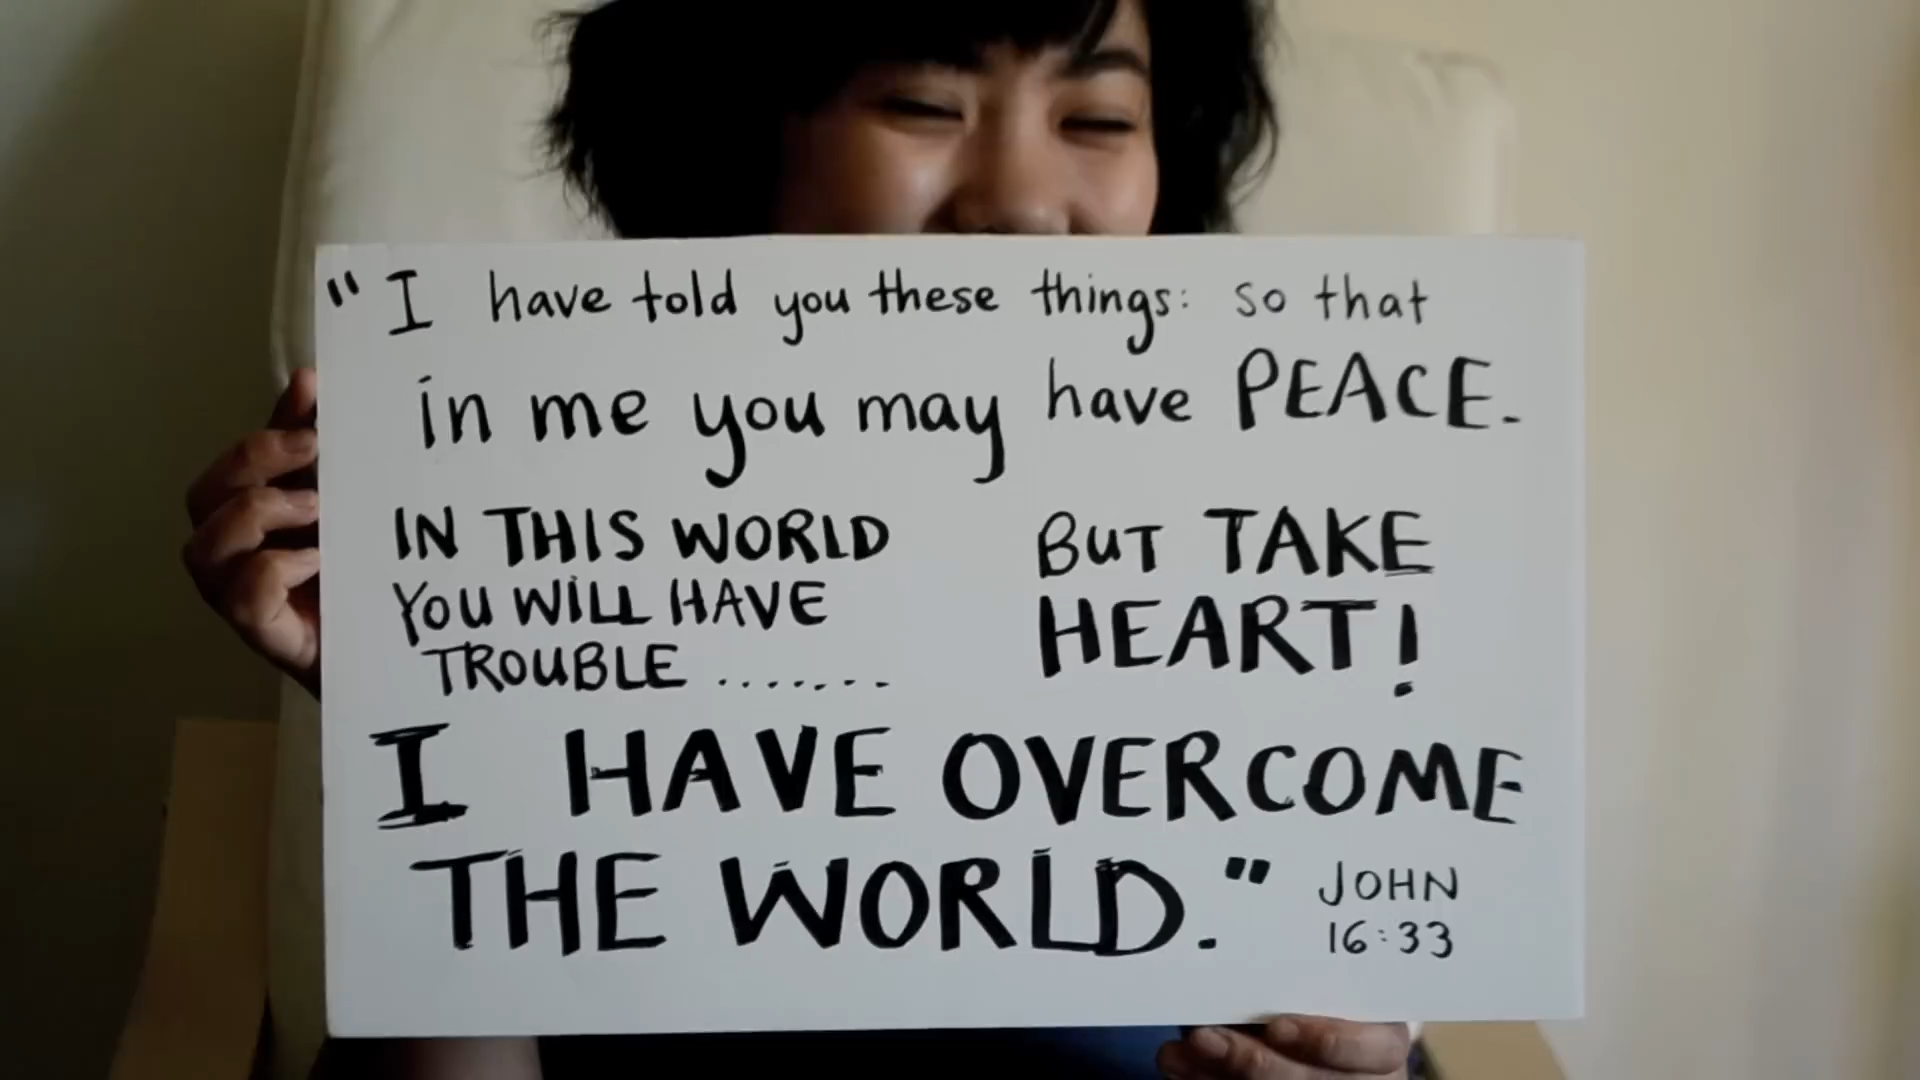 "I have told you these things: so that
in me you may have PEACE.
IN THIS WORLD
YOU WILL HAVE
TROUBLE .......
BUT TAKE
HEART!
I HAVE OVERCOME
THE WORLD."
JOHN
16:33